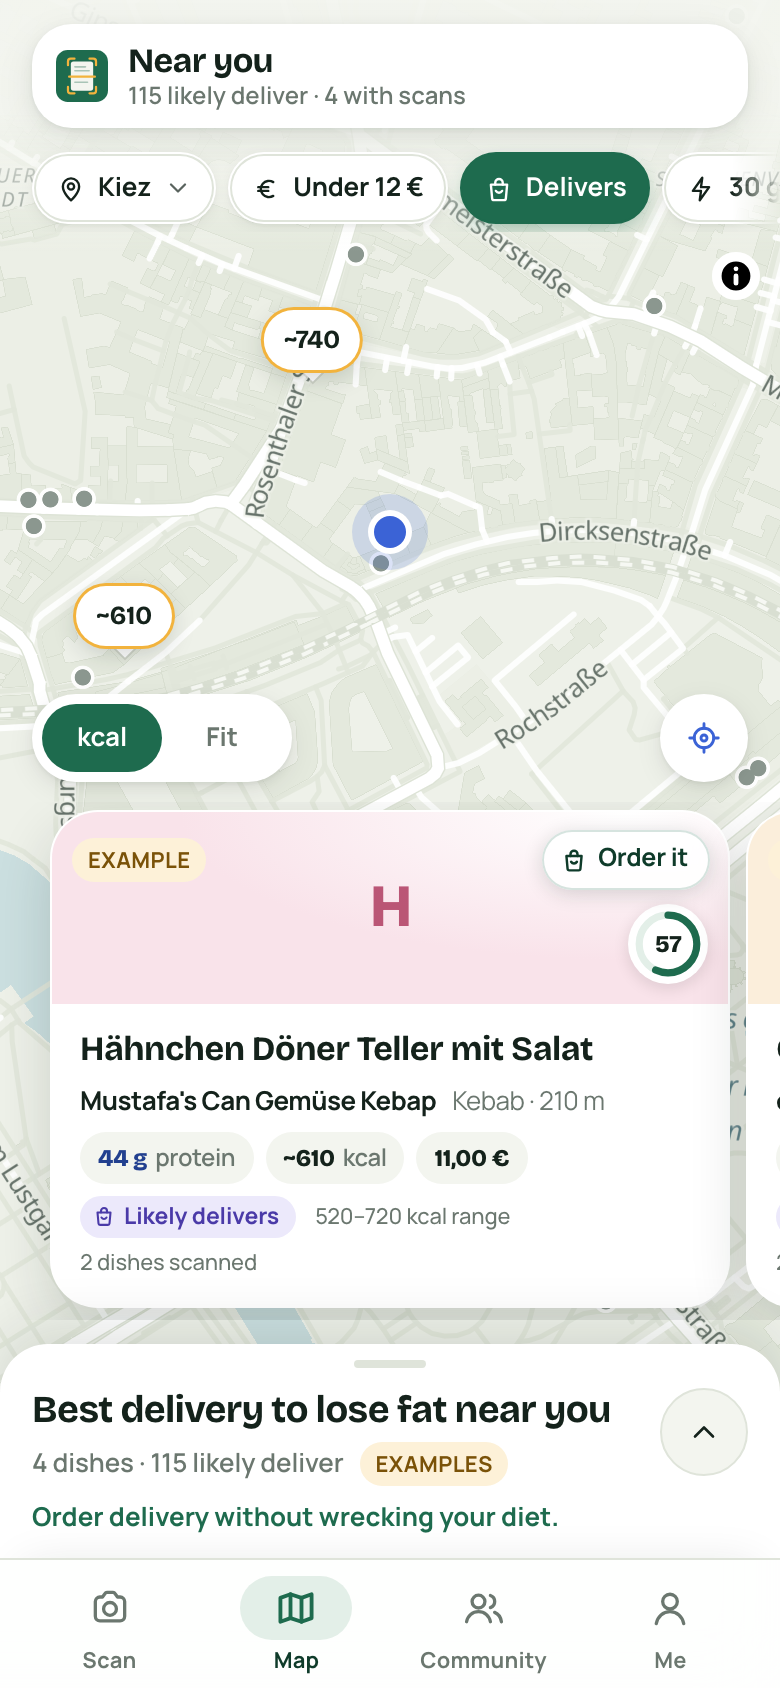 Near you
115 likely deliver · 4 with scans
Kiez
€ Under 12 €
Delivers
30 g
meisterstraße
~740
Rosenthaler
Dircksenstraße
~610
Rochstraße
kcal
Fit
EXAMPLE
Order it
H
57
Hähnchen Döner Teller mit Salat
Mustafa's Can Gemüse Kebap Kebab · 210 m
44 g protein
~610 kcal
11,00 €
Likely delivers
520–720 kcal range
2 dishes scanned
Best delivery to lose fat near you
4 dishes · 115 likely deliver
EXAMPLES
Order delivery without wrecking your diet.
Scan
Map
Community
Me